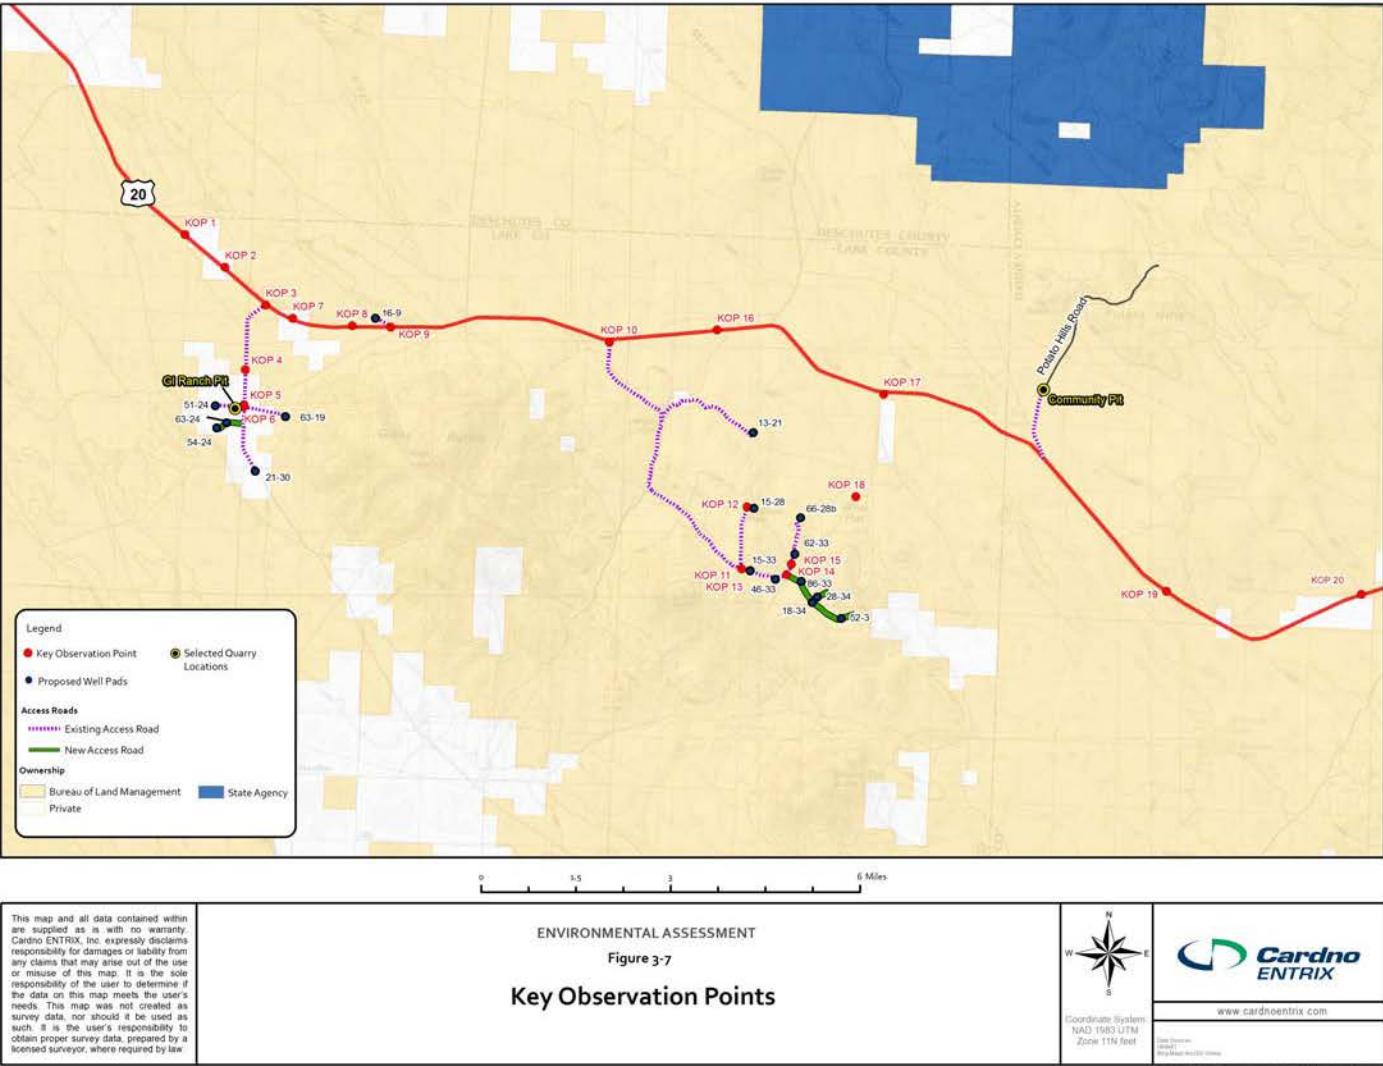 20
KOP 1
KOP 2
KOP 3
KOP 7
KOP 8
16-9
KOP 9
KOP 10
KOP 16
DESCHUTES CO
LAKE CO
DESCHUTES COUNTY
LAKE COUNTY
KOP 4
GI Ranch Pit
KOP 5
51-24
63-24
KOP 6
63-19
54-24
21-30
KOP 17
Potato Hills Road
Community Pit
13-21
KOP 18
KOP 12
15-28
66-28b
62-33
15-33
KOP 15
KOP 11
KOP 14
KOP 13
46-33
86-33
28-34
18-34
52-3
KOP 19
KOP 20
Legend
Key Observation Point
Selected Quarry
Locations
Proposed Well Pads
Access Roads
Existing Access Road
New Access Road
Ownership
Bureau of Land Management
State Agency
Private
0 1.5 3 6 Miles
This map and all data contained within
are supplied as is with no warranty.
Cardno ENTRIX, Inc. expressly disclaims
responsibility for damages or liability from
any claims that may arise out of the use
or misuse of this map. It is the sole
responsibility of the user to determine if
the data on this map meets the user's
needs. This map was not created as
survey data, nor should it be used as
such. It is the user's responsibility to
obtain proper survey data, prepared by a
licensed surveyor, where required by law
ENVIRONMENTAL ASSESSMENT
Figure 3-7
Key Observation Points
N
W E
S
Coordinate System
NAD 1983 UTM
Zone 11N feet
Cardno
ENTRIX
www.cardnoentrix.com